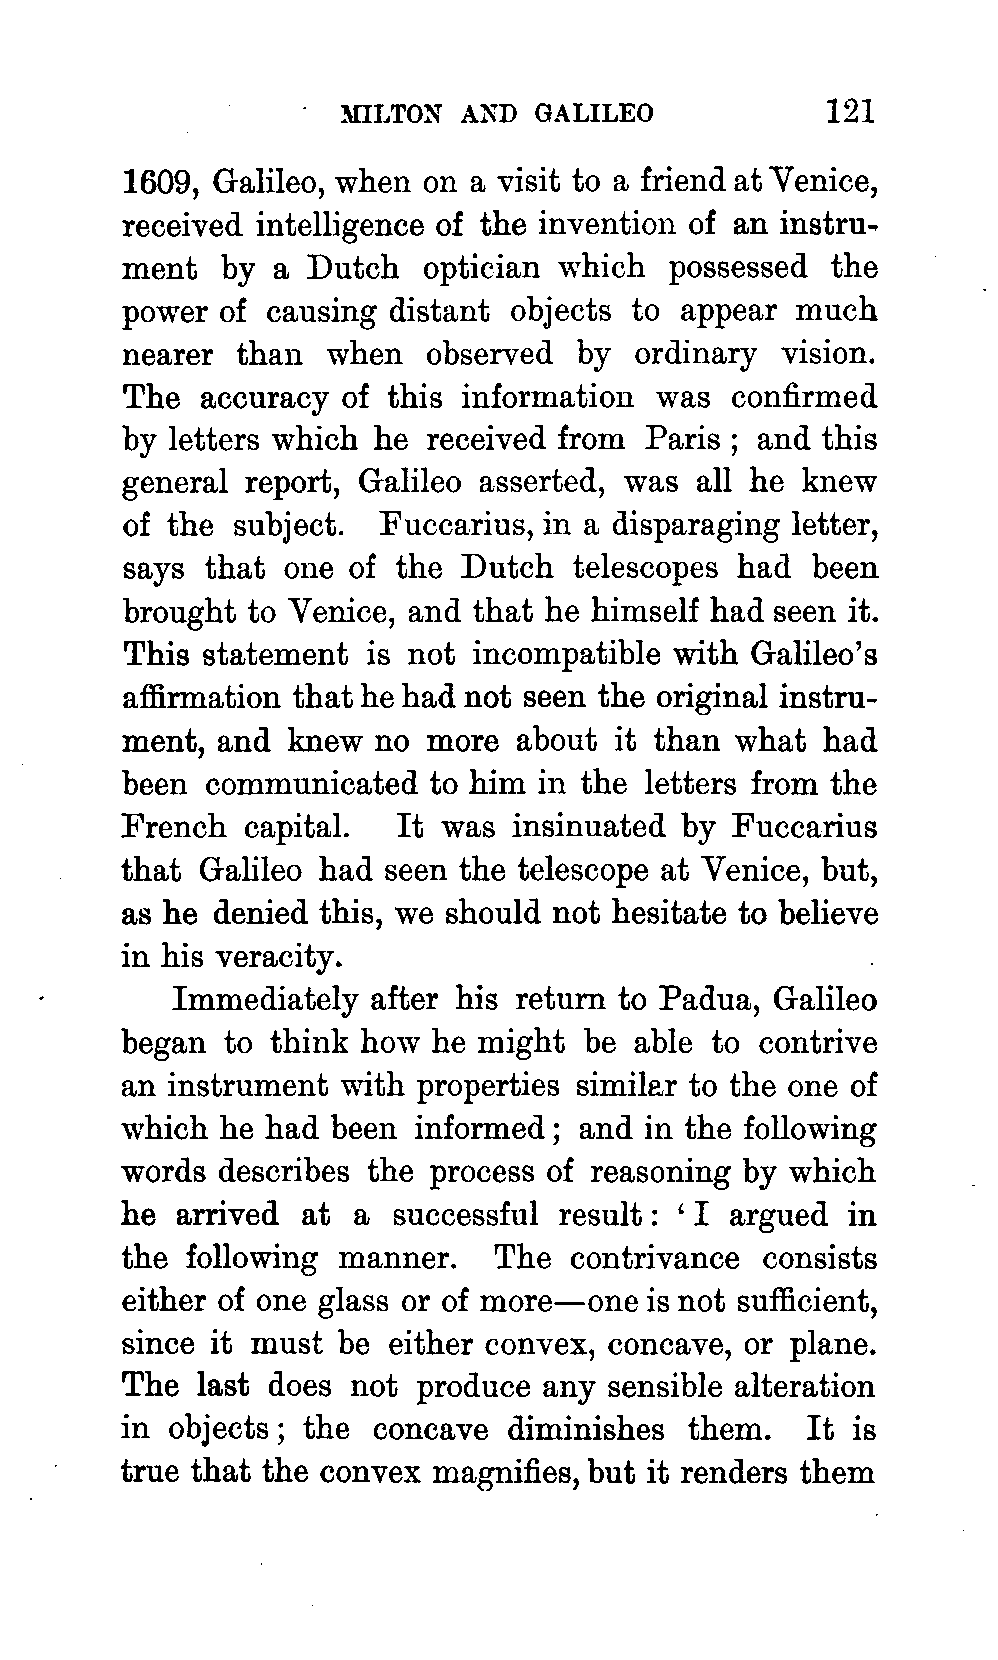 MILTON AND GALILEO 121
1609, Galileo, when on a visit to a friend at Venice,
received intelligence of the invention of an instru-
ment by a Dutch optician which possessed the
power of causing distant objects to appear much
nearer than when observed by ordinary vision.
The accuracy of this information was confirmed
by letters which he received from Paris ; and this
general report, Galileo asserted, was all he knew
of the subject. Fuccarius, in a disparaging letter,
says that one of the Dutch telescopes had been
brought to Venice, and that he himself had seen it.
This statement is not incompatible with Galileo’s
affirmation that he had not seen the original instru-
ment, and knew no more about it than what had
been communicated to him in the letters from the
French capital. It was insinuated by Fuccarius
that Galileo had seen the telescope at Venice, but,
as he denied this, we should not hesitate to believe
in his veracity.
Immediately after his return to Padua, Galileo
began to think how he might be able to contrive
an instrument with properties similar to the one of
which he had been informed ; and in the following
words describes the process of reasoning by which
he arrived at a successful result : ‘ I argued in
the following manner. The contrivance consists
either of one glass or of more—one is not sufficient,
since it must be either convex, concave, or plane.
The last does not produce any sensible alteration
in objects ; the concave diminishes them. It is
true that the convex magnifies, but it renders them